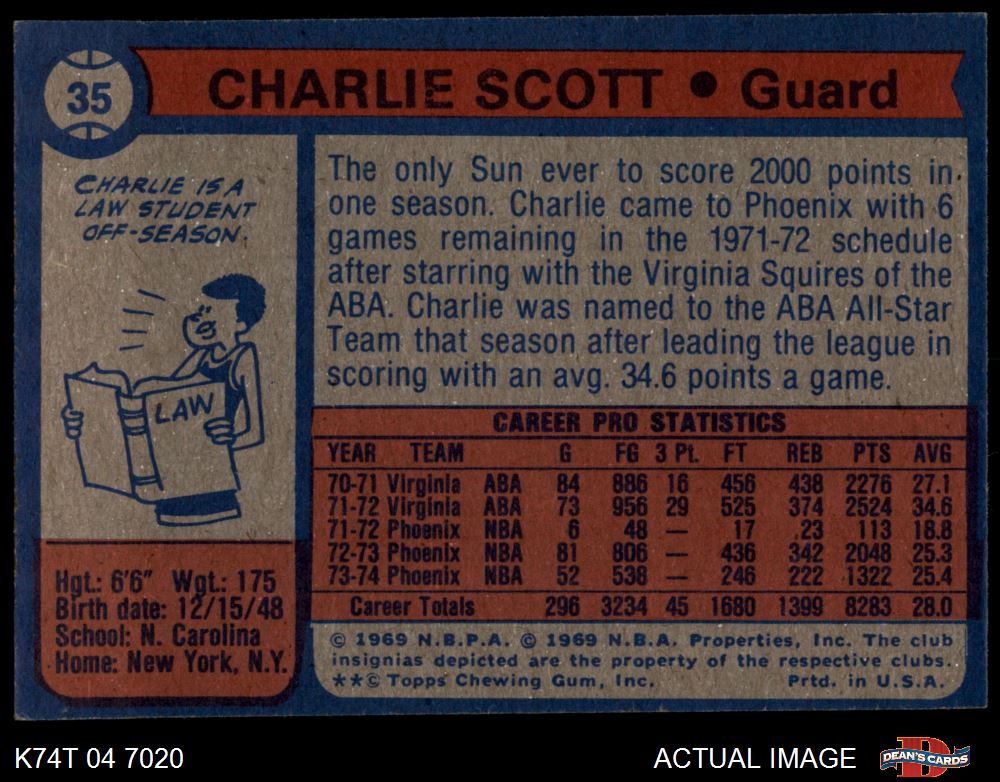 35
CHARLIE SCOTT ● Guard
CHARLIE IS A
LAW STUDENT
OFF-SEASON.
LAW
The only Sun ever to score 2000 points in
one season. Charlie came to Phoenix with 6
games remaining in the 1971-72 schedule
after starring with the Virginia Squires of the
ABA. Charlie was named to the ABA All-Star
Team that season after leading the league in
scoring with an avg. 34.6 points a game.
CAREER PRO STATISTICS
YEAR TEAM G FG 3 Pt. FT REB PTS AVG
70-71 Virginia ABA 84 886 16 456 438 2276 27.1
71-72 Virginia ABA 73 956 29 525 374 2524 34.6
71-72 Phoenix NBA 6 48 — 17 23 113 18.8
72-73 Phoenix NBA 81 806 — 436 342 2048 25.3
73-74 Phoenix NBA 52 538 — 246 222 1322 25.4
Career Totals 296 3234 45 1680 1399 8283 28.0
Hgt.: 6'6" Wgt.: 175
Birth date: 12/15/48
School: N. Carolina
Home: New York, N.Y.
© 1969 N.B.P.A. © 1969 N.B.A. Properties, Inc. The club
insignias depicted are the property of the respective clubs.
**© Topps Chewing Gum, Inc. Prtd. in U.S.A.
K74T 04 7020 ACTUAL IMAGE
D
DEAN'S CARDS